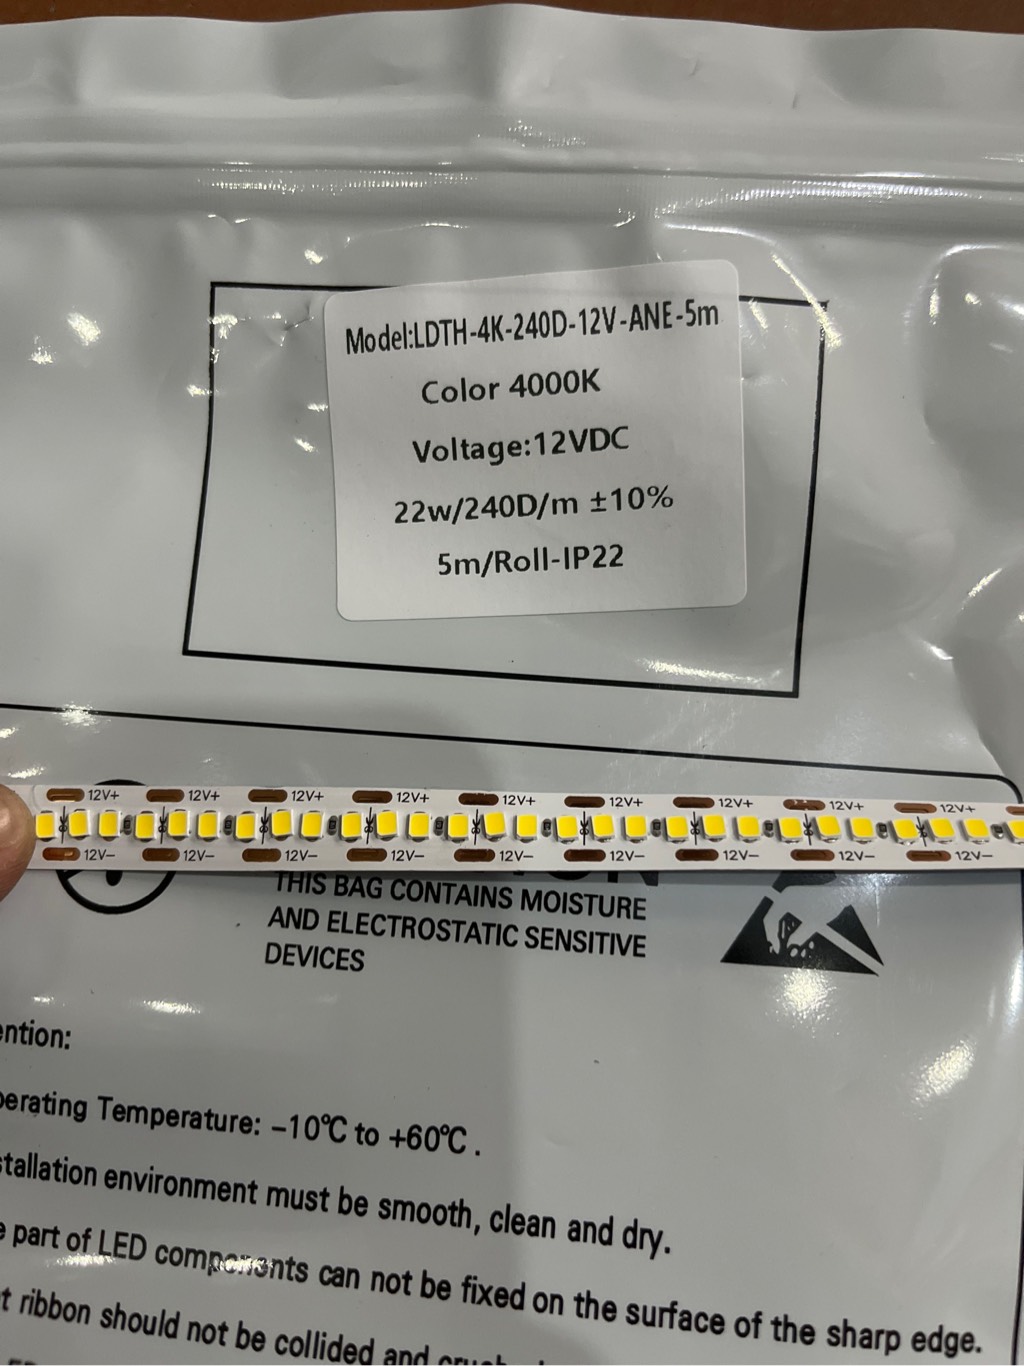 Model:LDTH-4K-240D-12V-ANE-5m
Color 4000K
Voltage:12VDC
22w/240D/m ±10%
5m/Roll-IP22
12V+ 12V+ 12V+ 12V+ 12V+ 12V+ 12V+ 12V+ 12V+
12V− 12V− 12V− 12V− 12V− 12V− 12V− 12V− 12V−
THIS BAG CONTAINS MOISTURE
AND ELECTROSTATIC SENSITIVE
DEVICES
ention:
erating Temperature: −10℃ to +60℃ .
stallation environment must be smooth, clean and dry.
e part of LED components can not be fixed on the surface of the sharp edge.
t ribbon should not be collided and